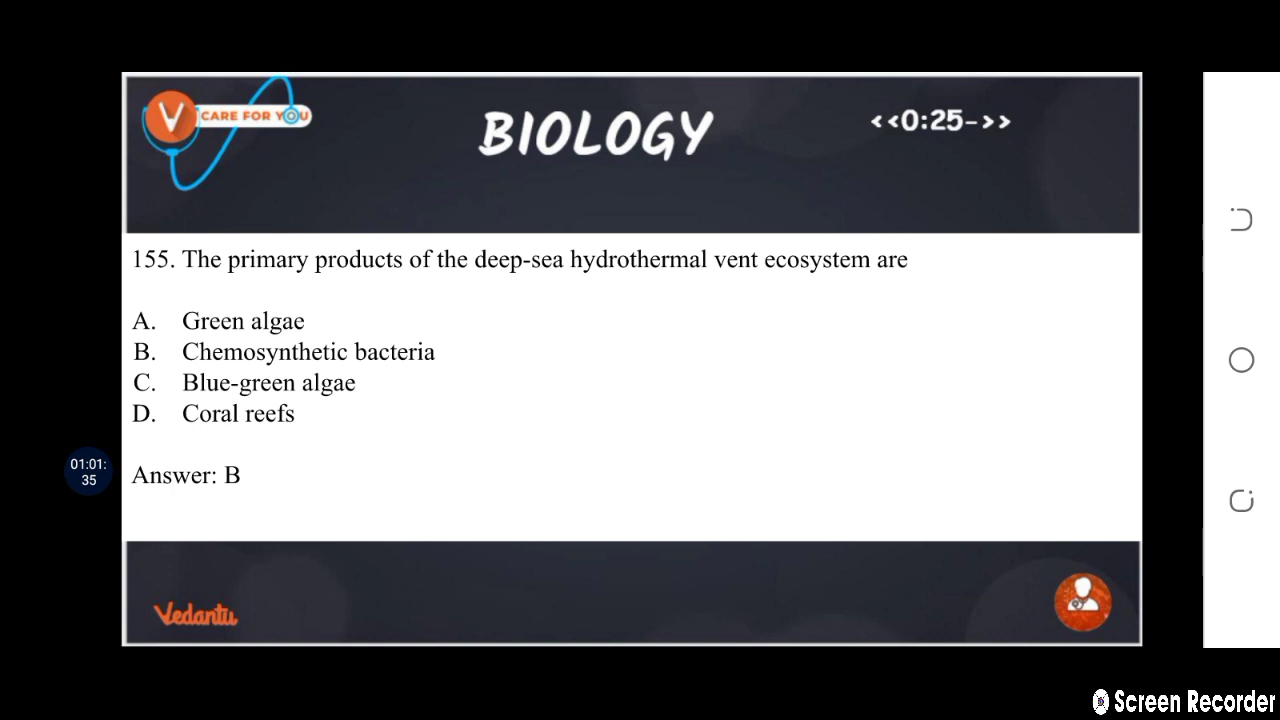 V CARE FOR YOU
BIOLOGY
<<0:25->>
155. The primary products of the deep-sea hydrothermal vent ecosystem are
A. Green algae
B. Chemosynthetic bacteria
C. Blue-green algae
D. Coral reefs
01:01:
35
Answer: B
Vedantu
Screen Recorder